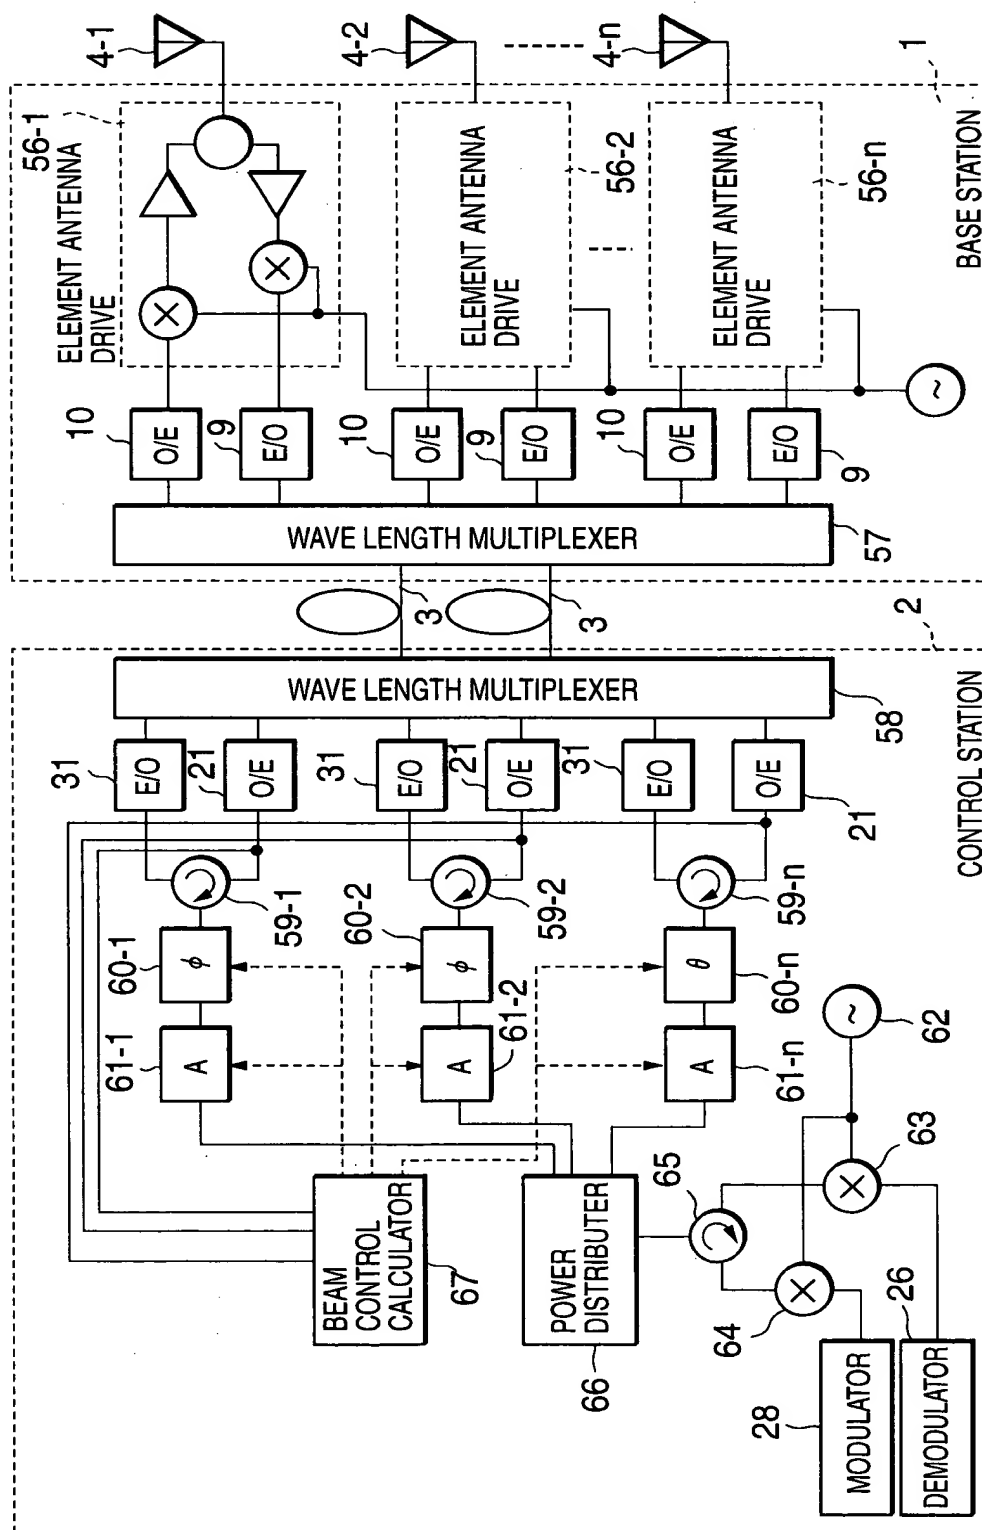 4-1
4-2
4-n
1
56-1
ELEMENT ANTENNA
DRIVE
ELEMENT ANTENNA
DRIVE
56-2
ELEMENT ANTENNA
DRIVE
56-n
BASE STATION
~
10
O/E
9
E/O
10
O/E
9
E/O
10
O/E
E/O
9
WAVE LENGTH MULTIPLEXER
57
3
3
2
WAVE LENGTH MULTIPLEXER
58
CONTROL STATION
31
E/O
21
O/E
31
E/O
21
O/E
31
E/O
O/E
21
59-1
59-2
59-n
60-1
ϕ
60-2
ϕ
θ
60-n
61-1
A
A
61-2
A
61-n
~
62
63
64
65
BEAM
CONTROL
CALCULATOR
67
POWER
DISTRIBUTER
66
MODULATOR
28
DEMODULATOR
26